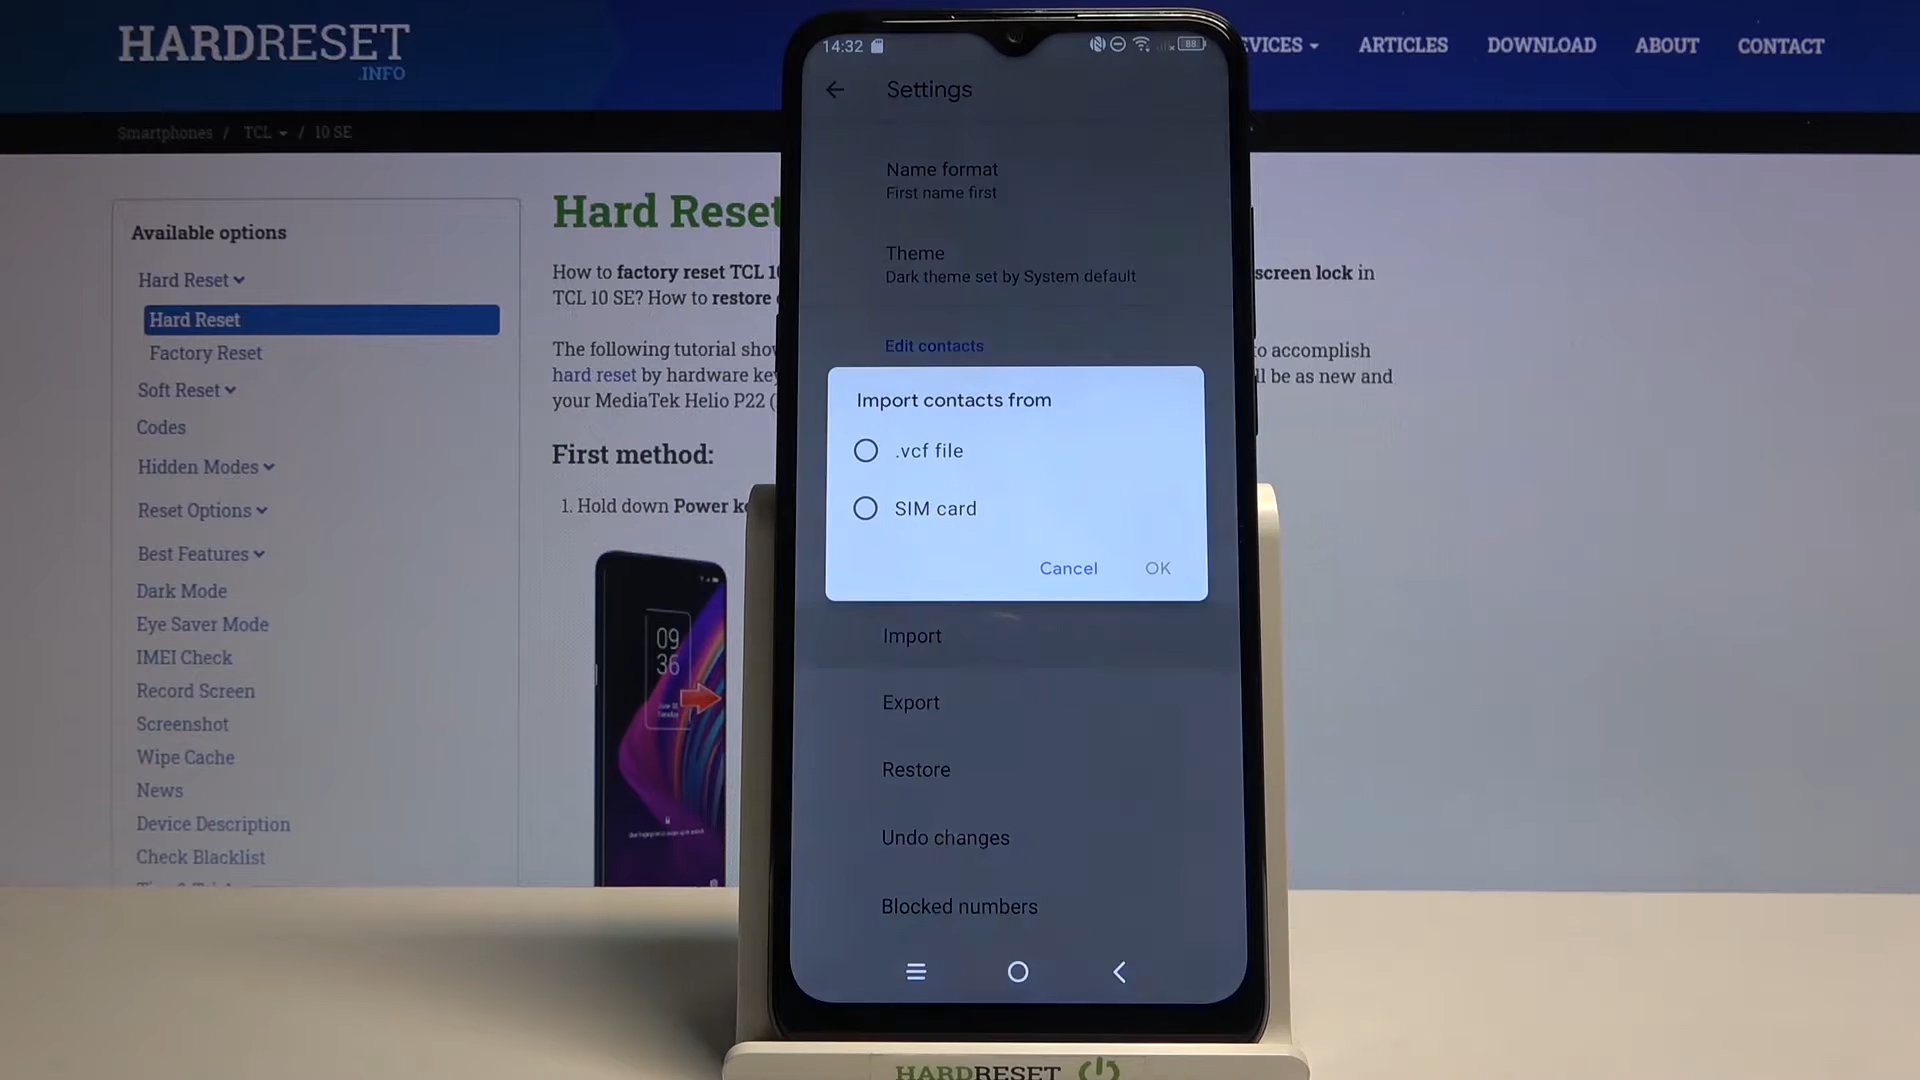 HARDRESET
.INFO
VICES ARTICLES DOWNLOAD ABOUT CONTACT
Smartphones / TCL / 10 SE
Available options
Hard Reset
Hard Reset
Factory Reset
Soft Reset
Codes
Hidden Modes
Reset Options
Best Features
Dark Mode
Eye Saver Mode
IMEI Check
Record Screen
Screenshot
Wipe Cache
News
Device Description
Check Blacklist
Hard Reset
How to factory reset TCL 1 screen lock in
TCL 10 SE? How to restore
The following tutorial sho to accomplish
hard reset by hardware key ll be as new and
your MediaTek Helio P22 (
First method:
1. Hold down Power k
09
36
14:32 88
Settings
Name format
First name first
Theme
Dark theme set by System default
Edit contacts
Import contacts from
.vcf file
SIM card
Cancel OK
Import
Export
Restore
Undo changes
Blocked numbers
HARDRESET